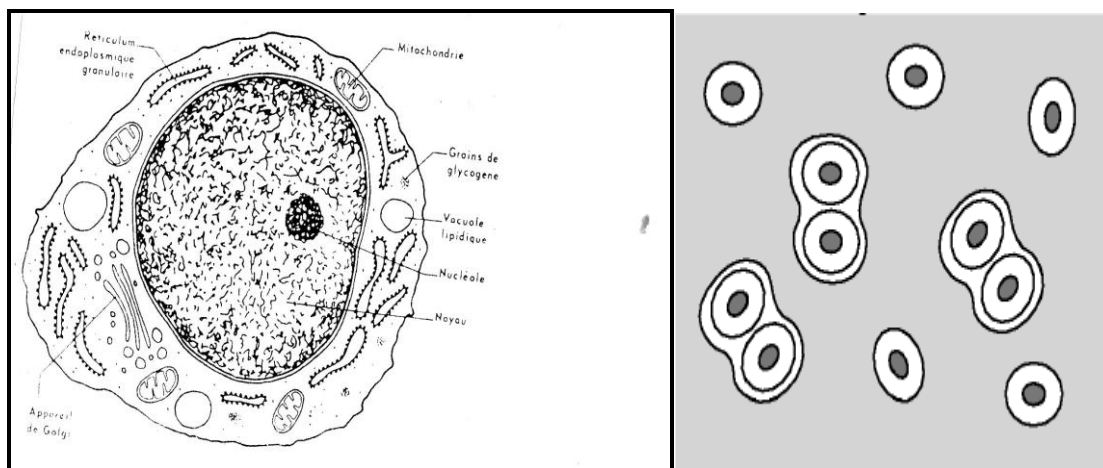 Reticulum
endoplasmique
granulaire
Mitochondrie
Grains de
glycogene
Vacuole
lipidique
Nucléole
Noyau
Appareil
de Golgi